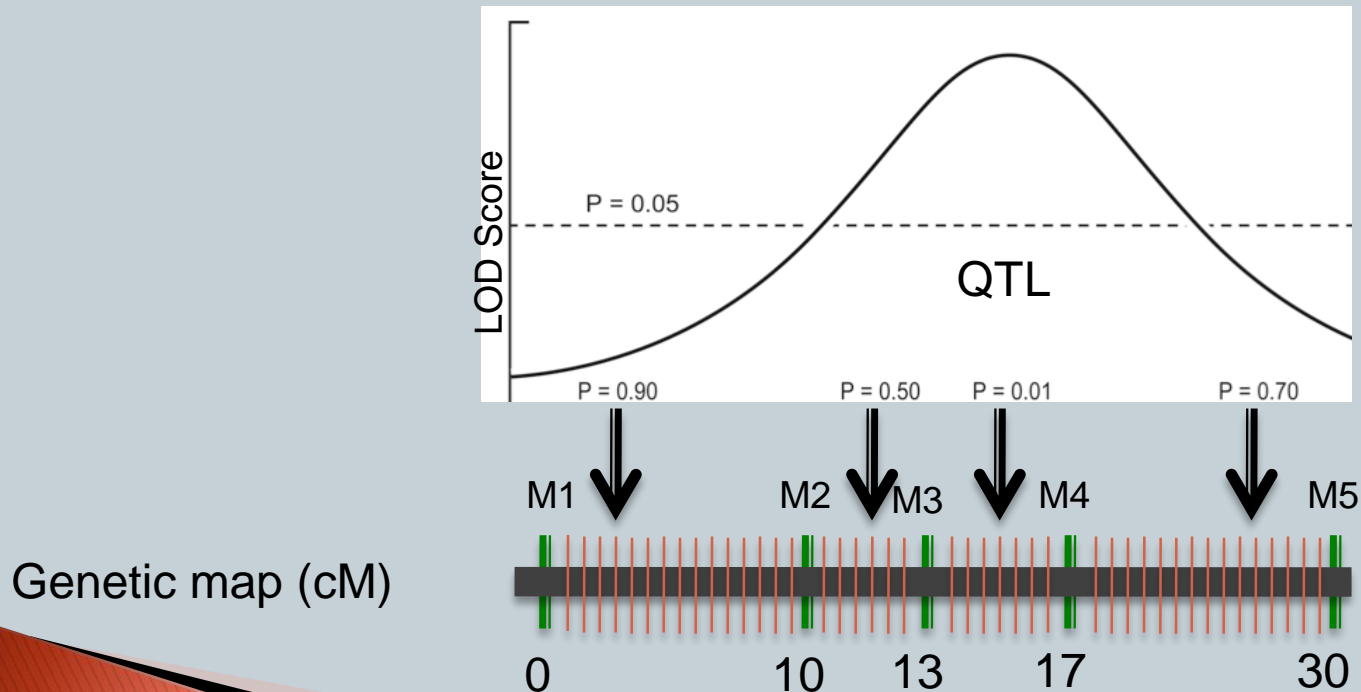 LOD Score
P = 0.05
QTL
P = 0.90 P = 0.50 P = 0.01 P = 0.70
M1 M2 M3 M4 M5
Genetic map (cM)
0 10 13 17 30